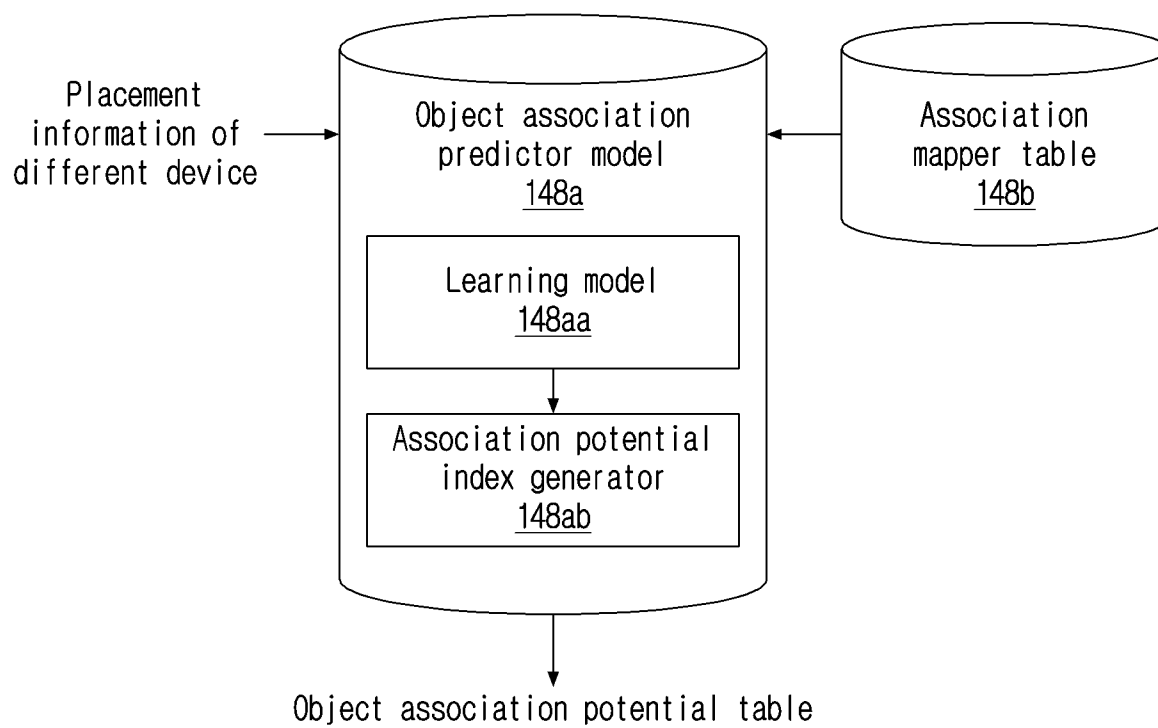 Placement
information of
different device
Object association
predictor model
148a
Association
mapper table
148b
Learning model
148aa
Association potential
index generator
148ab
Object association potential table